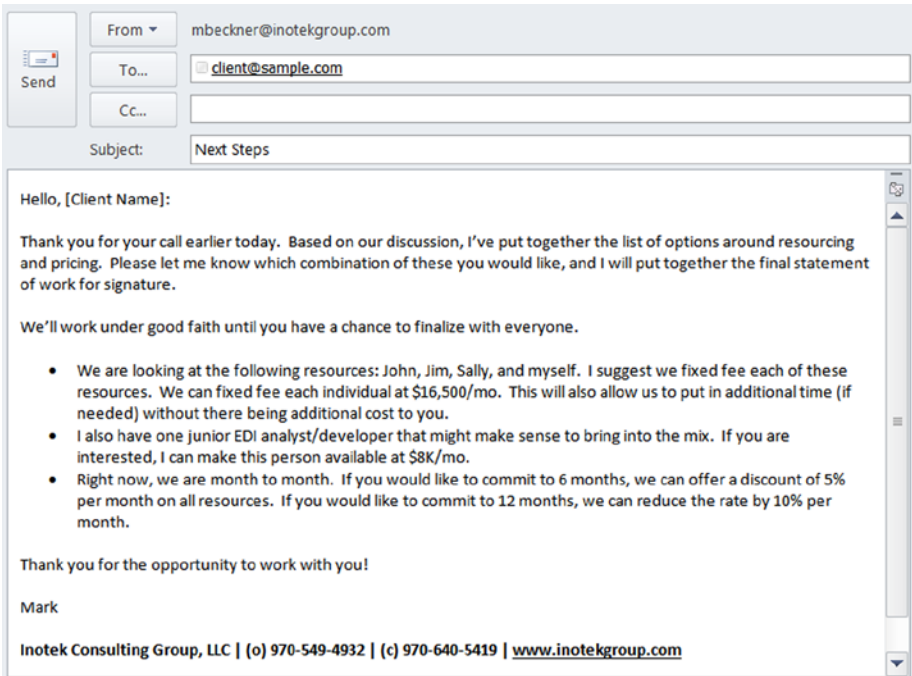 From
mbeckner@inotekgroup.com
Send
To...
client@sample.com
Cc...
Subject:
Next Steps
Hello, [Client Name]:
Thank you for your call earlier today.  Based on our discussion, I've put together the list of options around resourcing
and pricing.  Please let me know which combination of these you would like, and I will put together the final statement
of work for signature.
We'll work under good faith until you have a chance to finalize with everyone.
• We are looking at the following resources: John, Jim, Sally, and myself.  I suggest we fixed fee each of these
resources.  We can fixed fee each individual at $16,500/mo.  This will also allow us to put in additional time (if
needed) without there being additional cost to you.
• I also have one junior EDI analyst/developer that might make sense to bring into the mix.  If you are
interested, I can make this person available at $8K/mo.
• Right now, we are month to month.  If you would like to commit to 6 months, we can offer a discount of 5%
per month on all resources.  If you would like to commit to 12 months, we can reduce the rate by 10% per
month.
Thank you for the opportunity to work with you!
Mark
Inotek Consulting Group, LLC | (o) 970-549-4932 | (c) 970-640-5419 | www.inotekgroup.com